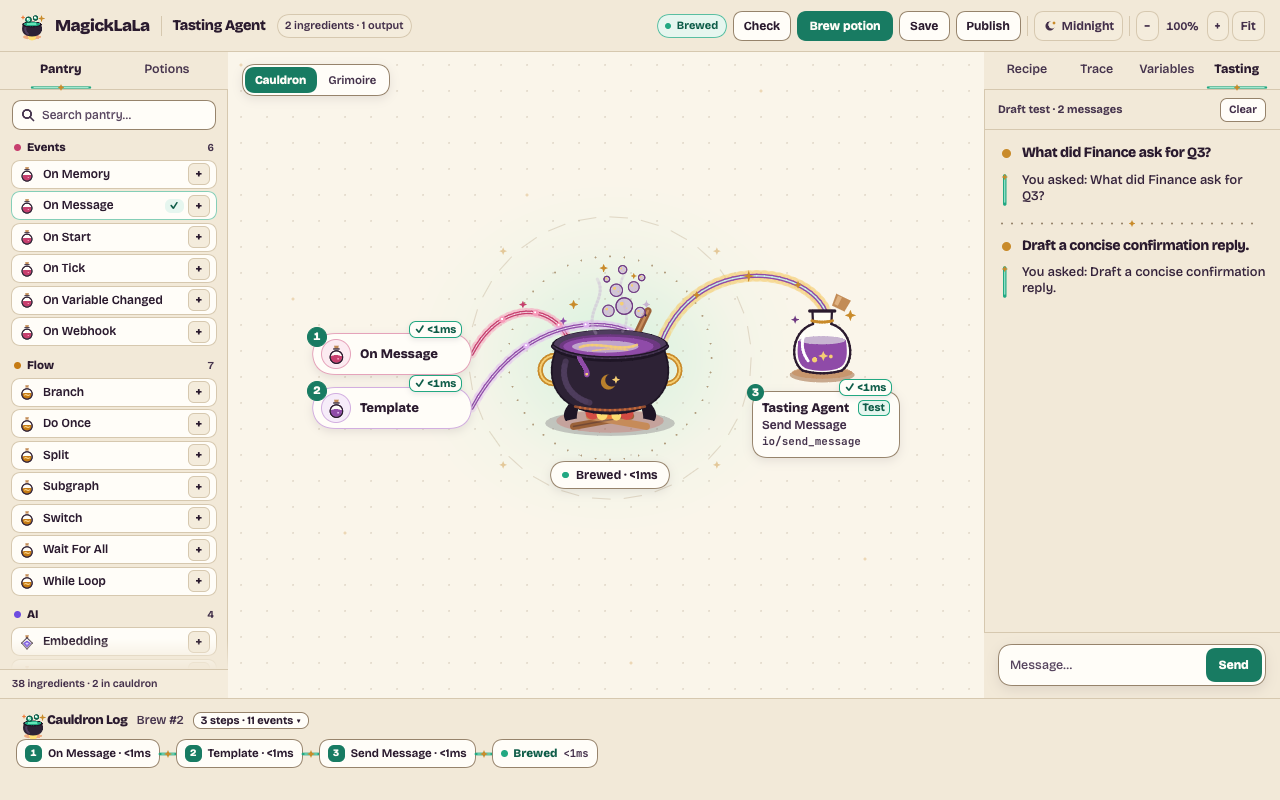 MagickLaLa
Tasting Agent
2 ingredients · 1 output
Brewed
Check
Brew potion
Save
Publish
Midnight
−
100%
+
Fit
Pantry
Potions
Search pantry...
Events 6
On Memory +
On Message +
On Start +
On Tick +
On Variable Changed +
On Webhook +
Flow 7
Branch +
Do Once +
Split +
Subgraph +
Switch +
Wait For All +
While Loop +
AI 4
Embedding +
38 ingredients · 2 in cauldron
Cauldron
Grimoire
1
<1ms
On Message
2
<1ms
Template
Brewed · <1ms
3
<1ms
Tasting Agent Test
Send Message
io/send_message
Recipe
Trace
Variables
Tasting
Draft test · 2 messages
Clear
What did Finance ask for Q3?
You asked: What did Finance ask for
Q3?
Draft a concise confirmation reply.
You asked: Draft a concise confirmation
reply.
Message...
Send
Cauldron Log
Brew #2
3 steps · 11 events
1 On Message · <1ms
2 Template · <1ms
3 Send Message · <1ms
Brewed <1ms